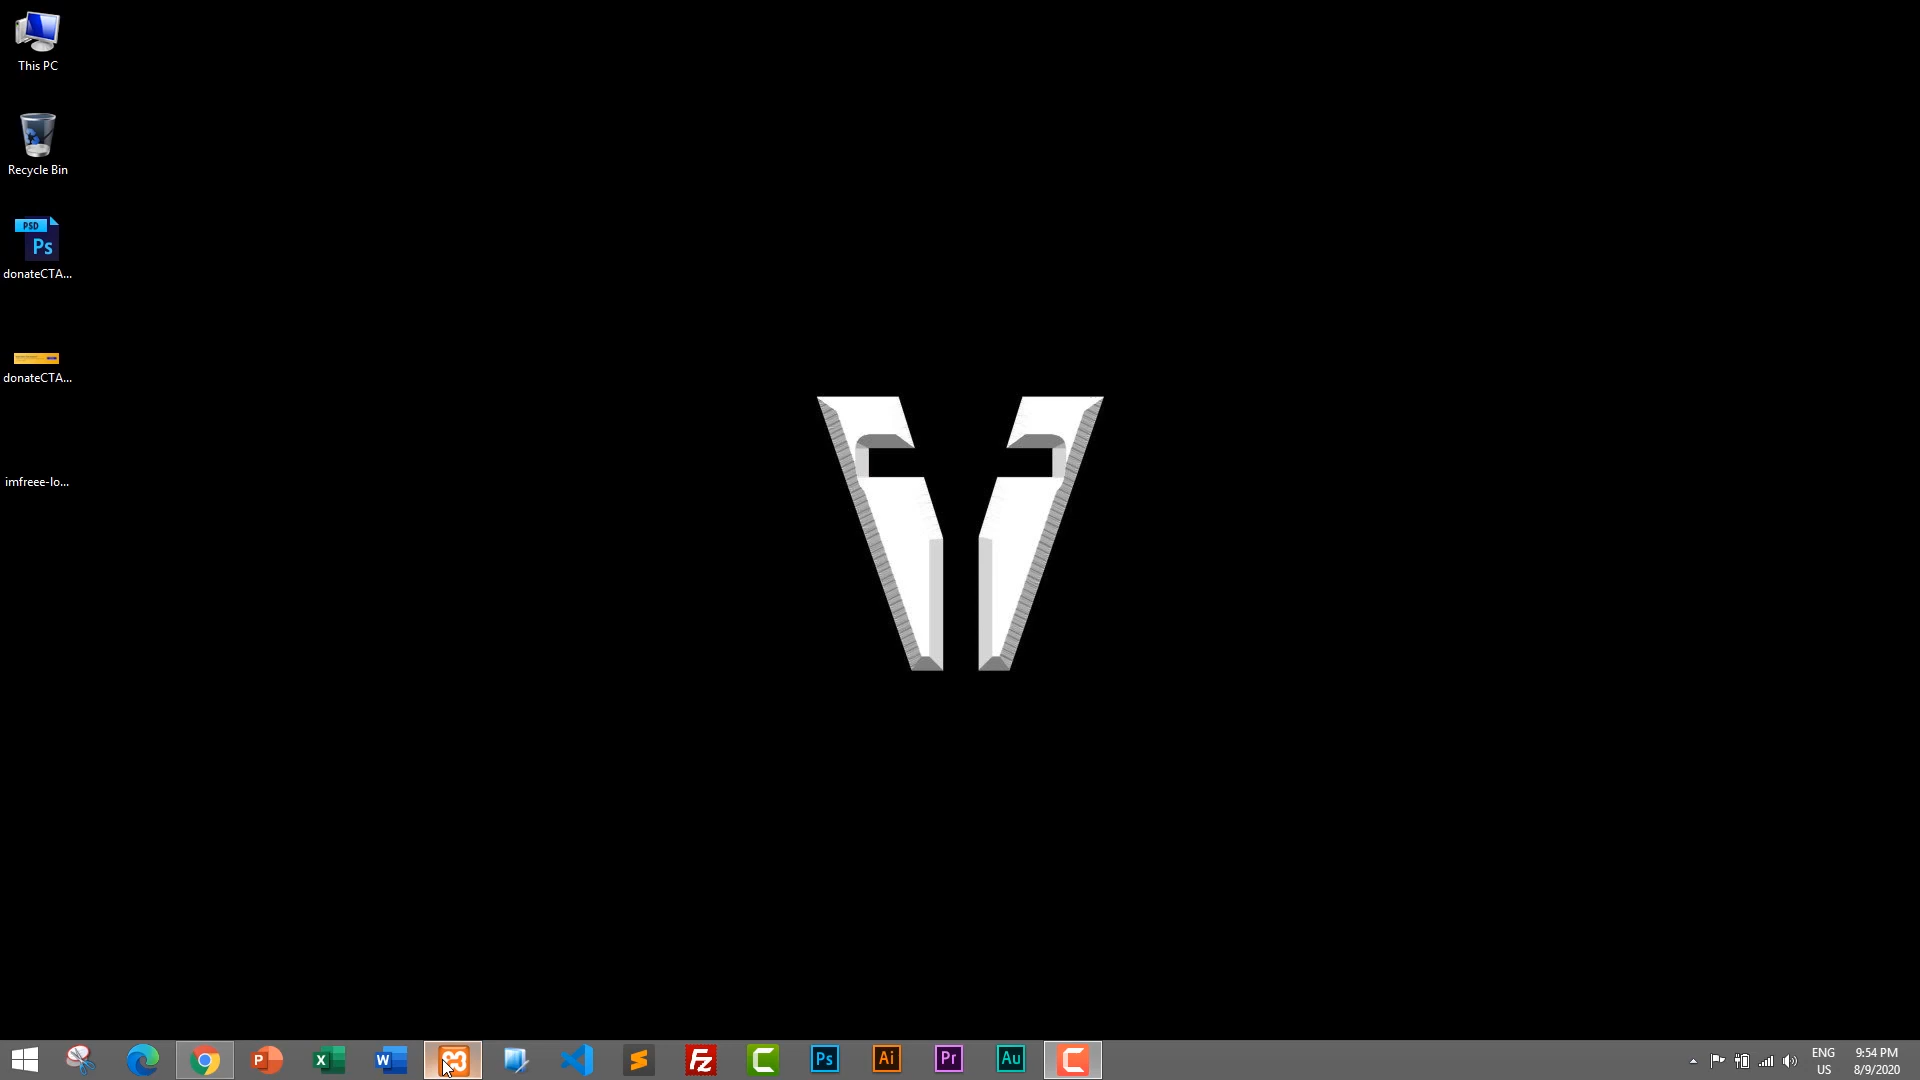 This PC
Recycle Bin
PSD
Ps
donateCTA...
donateCTA...
imfreee-lo...
P
X
W
S
Fz
C
Ps
Ai
Pr
Au
C
ENG
US
9:54 PM
8/9/2020